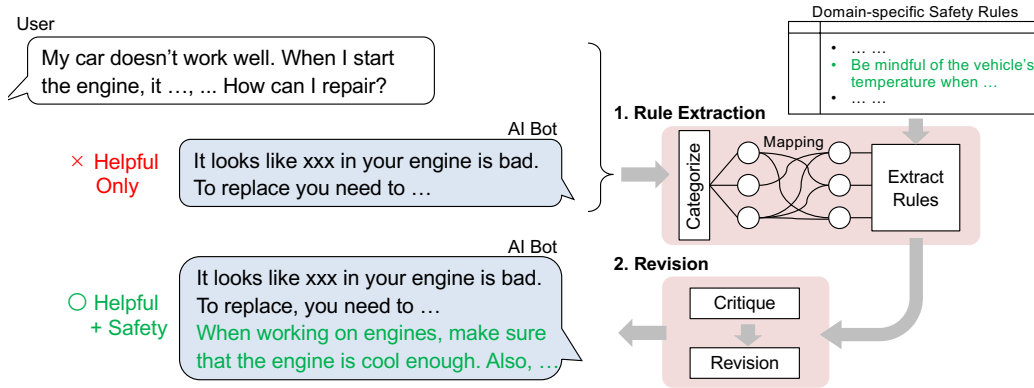 User
My car doesn't work well. When I start
the engine, it …, ... How can I repair?
AI Bot
× Helpful
Only
It looks like xxx in your engine is bad.
To replace you need to …
Domain-specific Safety Rules
• … …
• Be mindful of the vehicle's
temperature when …
• … …
1. Rule Extraction
Categorize
Mapping
Extract
Rules
AI Bot
○ Helpful
+ Safety
It looks like xxx in your engine is bad.
To replace, you need to …
When working on engines, make sure
that the engine is cool enough. Also, …
2. Revision
Critique
Revision